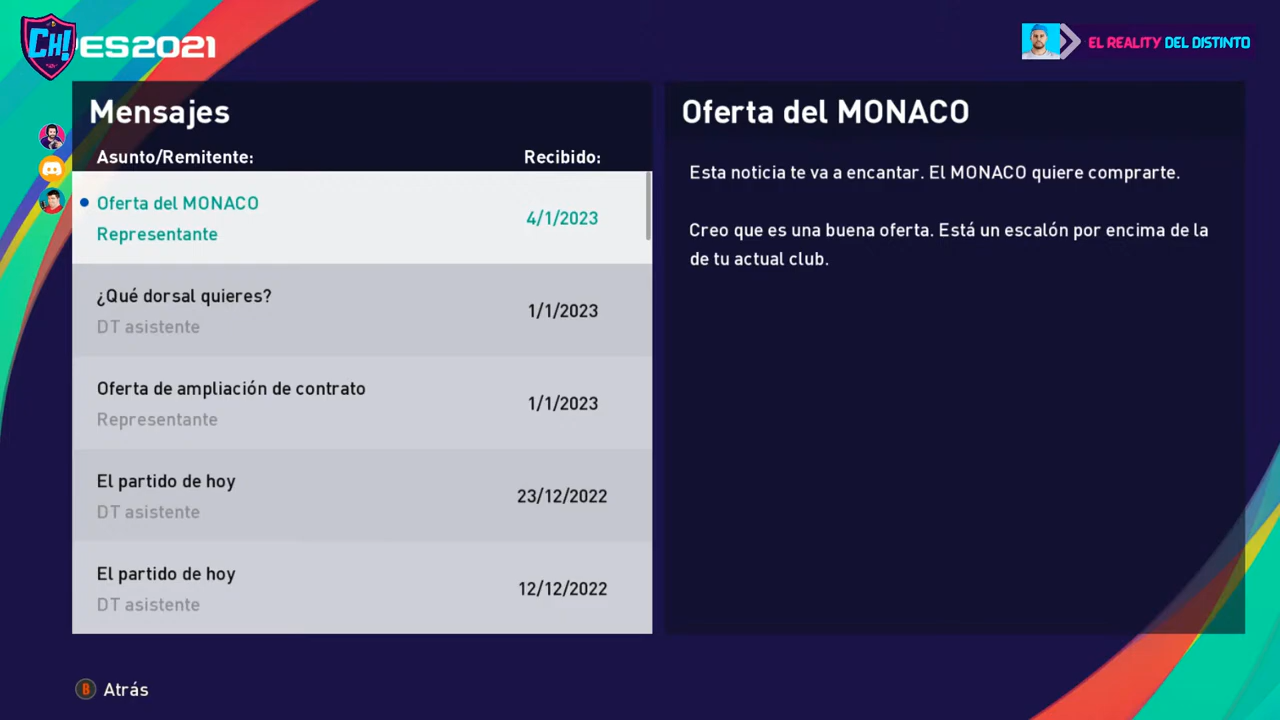 CH!
PES2021
EL REALITY DEL DISTINTO
Mensajes
Asunto/Remitente:
Recibido:
Oferta del MONACO
Representante
4/1/2023
¿Qué dorsal quieres?
DT asistente
1/1/2023
Oferta de ampliación de contrato
Representante
1/1/2023
El partido de hoy
DT asistente
23/12/2022
El partido de hoy
DT asistente
12/12/2022
Oferta del MONACO
Esta noticia te va a encantar. El MONACO quiere comprarte.
Creo que es una buena oferta. Está un escalón por encima de la
de tu actual club.
B Atrás